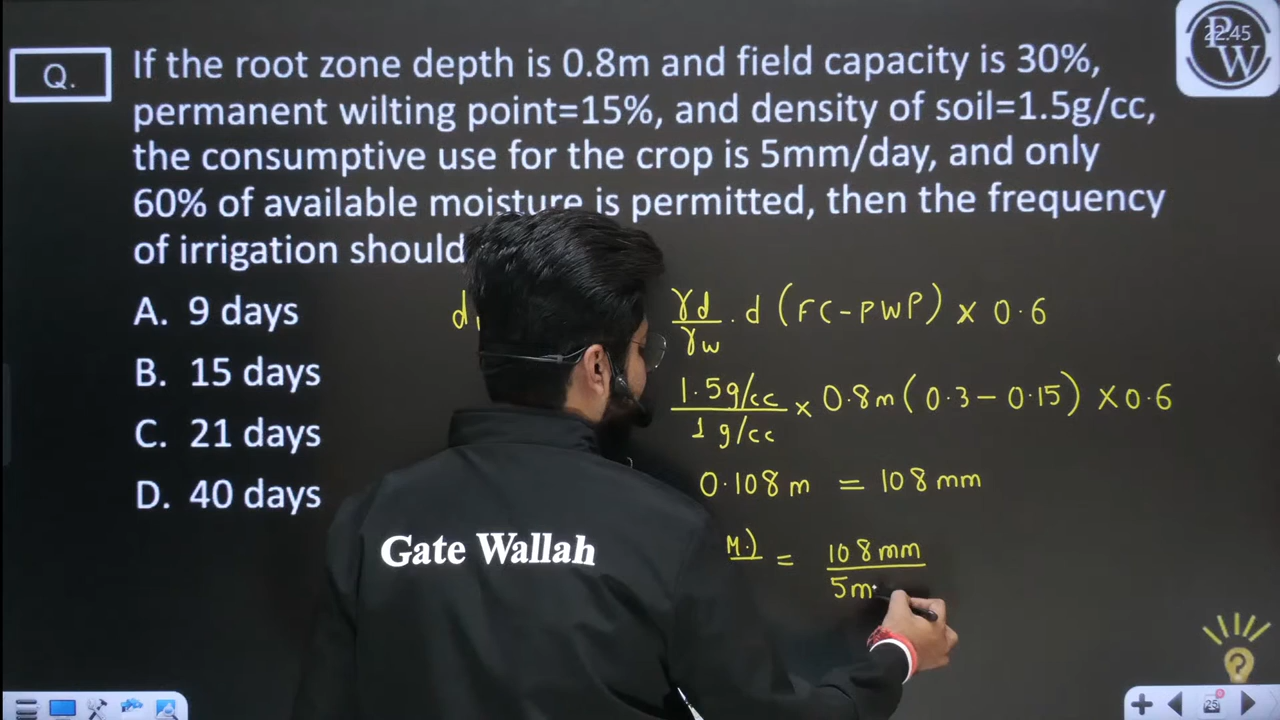 Q.
If the root zone depth is 0.8m and field capacity is 30%,
permanent wilting point=15%, and density of soil=1.5g/cc,
the consumptive use for the crop is 5mm/day, and only
60% of available moisture is permitted, then the frequency
of irrigation should
A. 9 days
B. 15 days
C. 21 days
D. 40 days
PW
22:45
d
γd/γw . d (FC-PWP) × 0.6
1.5g/cc / 1 g/cc × 0.8m (0.3 - 0.15) × 0.6
0.108 m = 108 mm
M.) = 108 mm / 5m
Gate Wallah
25